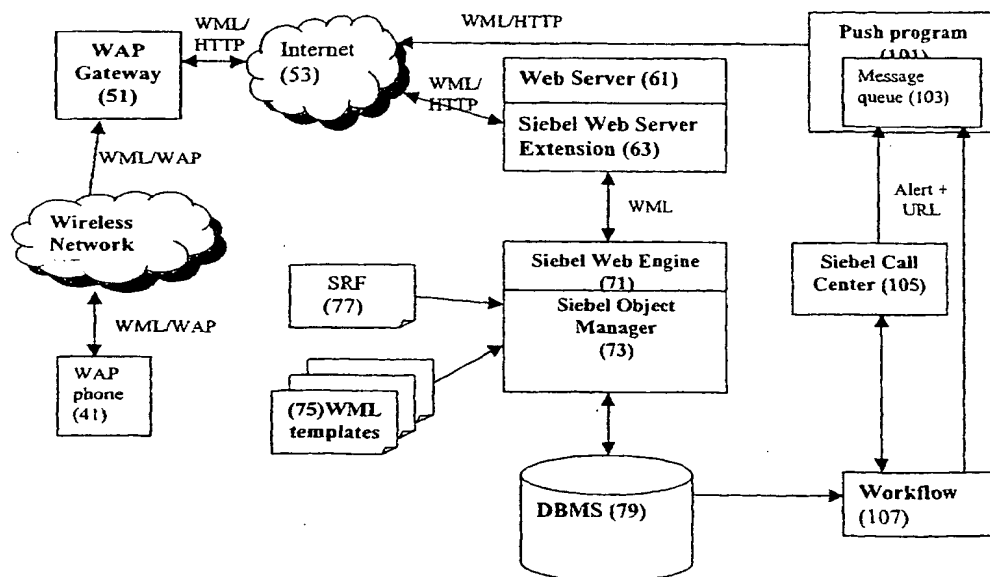 WML/
HTTP
WML/HTTP
WAP
Gateway
(51)
Internet
(53)
Push program
(101)
Message
queue (103)
WML/
HTTP
Web Server (61)
Siebel Web Server
Extension (63)
WML/WAP
Alert +
URL
WML
Wireless
Network
Siebel Web Engine
(71)
Siebel Call
Center (105)
SRF
(77)
Siebel Object
Manager
(73)
WML/WAP
WAP
phone
(41)
(75)WML
templates
DBMS (79)
Workflow
(107)